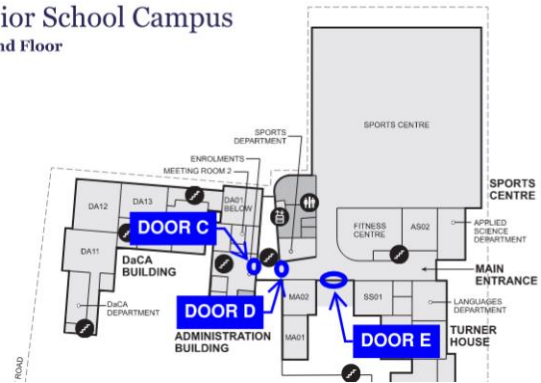 ior School Campus
nd Floor
SPORTS CENTRE
SPORTS
DEPARTMENT
ENROLMENTS
MEETING ROOM 2
SPORTS
CENTRE
DA12
DA13
DA01
BELOW
DOOR C
FITNESS
CENTRE
AS02
APPLIED
SCIENCE
DEPARTMENT
DA11
DaCA
BUILDING
MAIN
ENTRANCE
DaCA
DEPARTMENT
DOOR D
MA02
SS01
LANGUAGES
DEPARTMENT
ADMINISTRATION
BUILDING
MA01
DOOR E
TURNER
HOUSE
ROAD